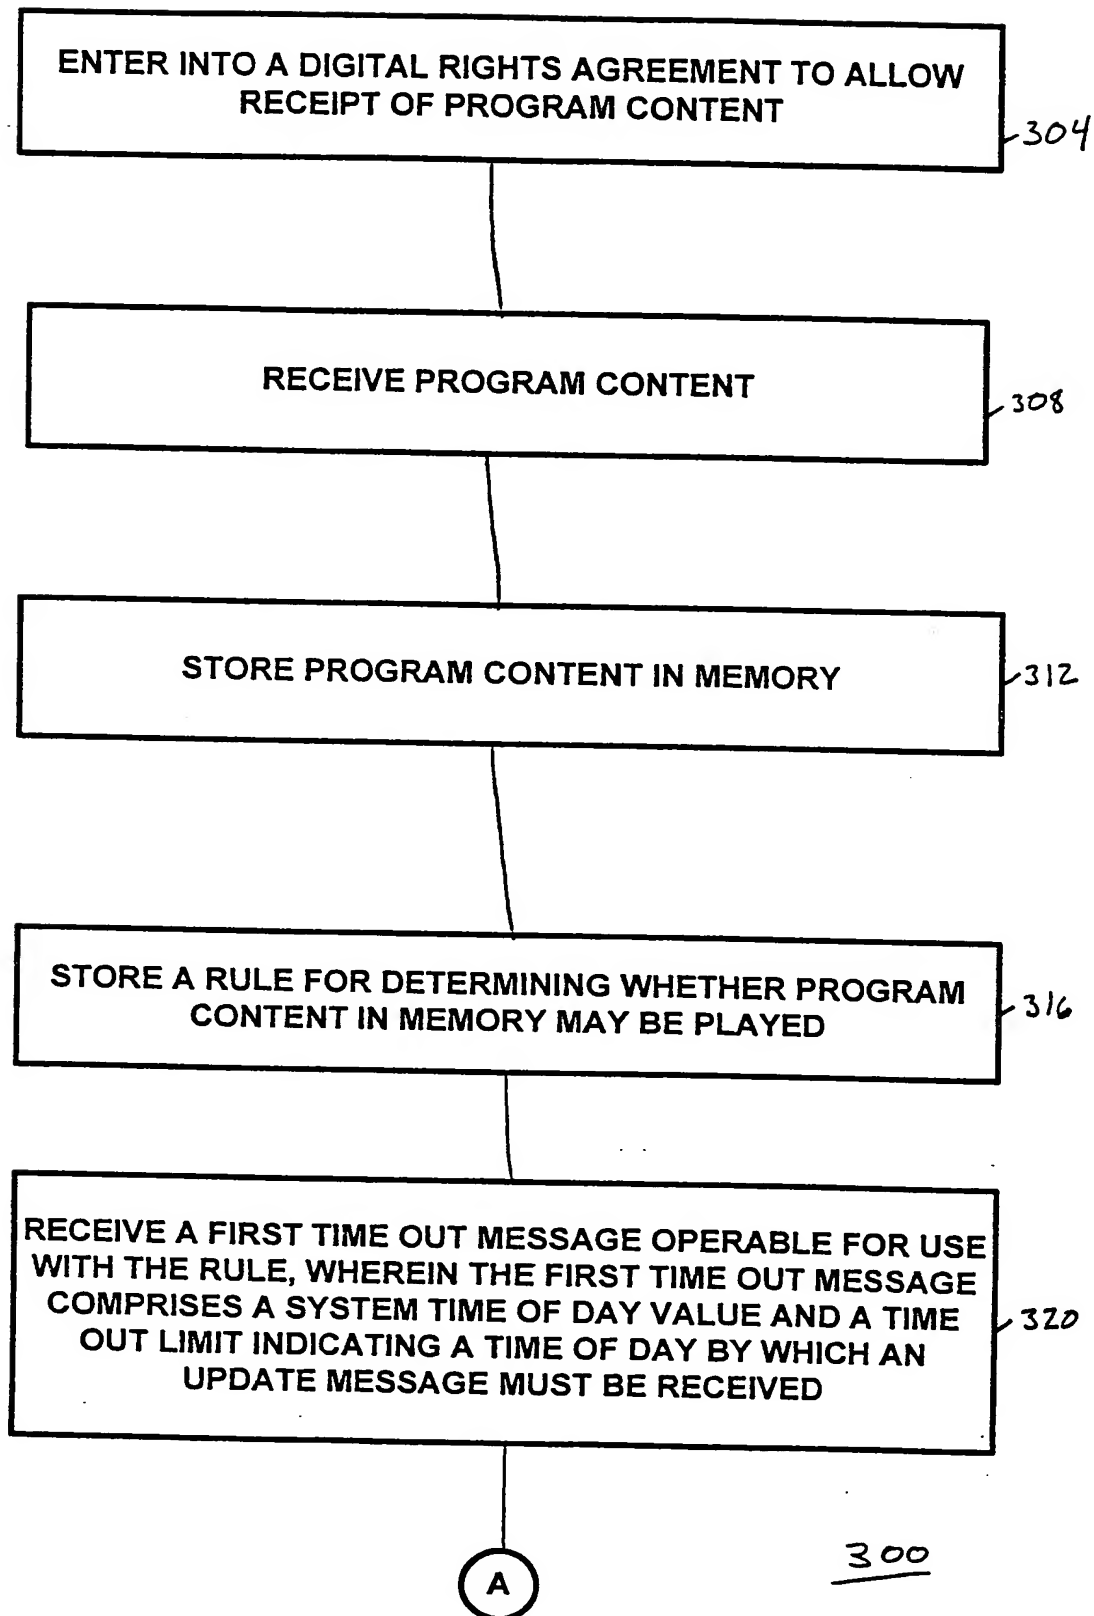 ENTER INTO A DIGITAL RIGHTS AGREEMENT TO ALLOW
RECEIPT OF PROGRAM CONTENT
304
RECEIVE PROGRAM CONTENT
308
STORE PROGRAM CONTENT IN MEMORY
312
STORE A RULE FOR DETERMINING WHETHER PROGRAM
CONTENT IN MEMORY MAY BE PLAYED
316
RECEIVE A FIRST TIME OUT MESSAGE OPERABLE FOR USE
WITH THE RULE, WHEREIN THE FIRST TIME OUT MESSAGE
COMPRISES A SYSTEM TIME OF DAY VALUE AND A TIME
OUT LIMIT INDICATING A TIME OF DAY BY WHICH AN
UPDATE MESSAGE MUST BE RECEIVED
320
A
300